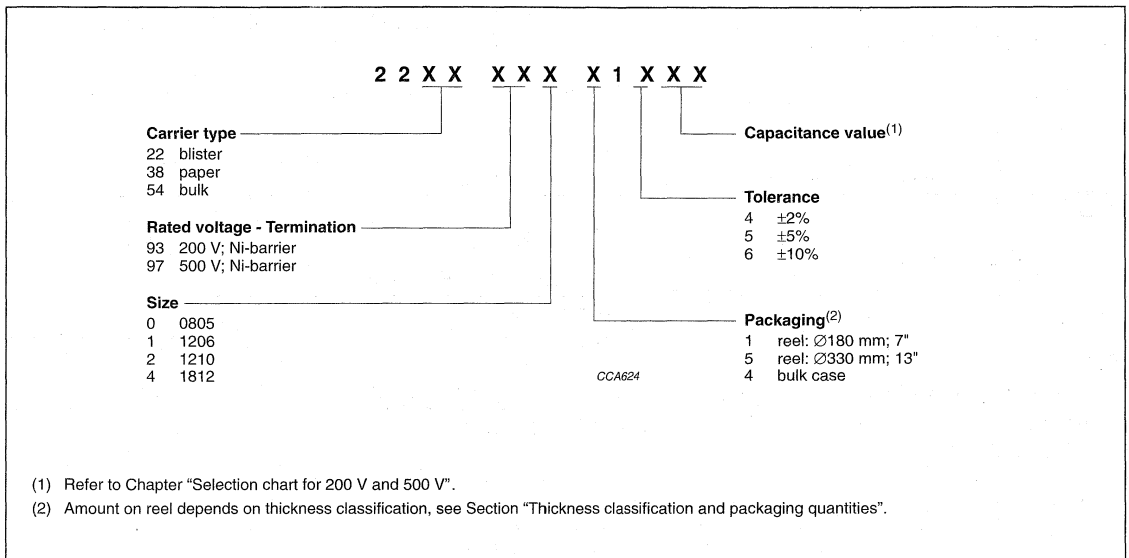 2 2 X X X X X X 1 X X X
Carrier type
22 blister
38 paper
54 bulk
Rated voltage - Termination
93 200 V; Ni-barrier
97 500 V; Ni-barrier
Size
0 0805
1 1206
2 1210
4 1812
Capacitance value(1)
Tolerance
4 ±2%
5 ±5%
6 ±10%
Packaging(2)
1 reel: ∅180 mm; 7"
5 reel: ∅330 mm; 13"
4 bulk case
CCA624
(1) Refer to Chapter “Selection chart for 200 V and 500 V”.
(2) Amount on reel depends on thickness classification, see Section “Thickness classification and packaging quantities”.